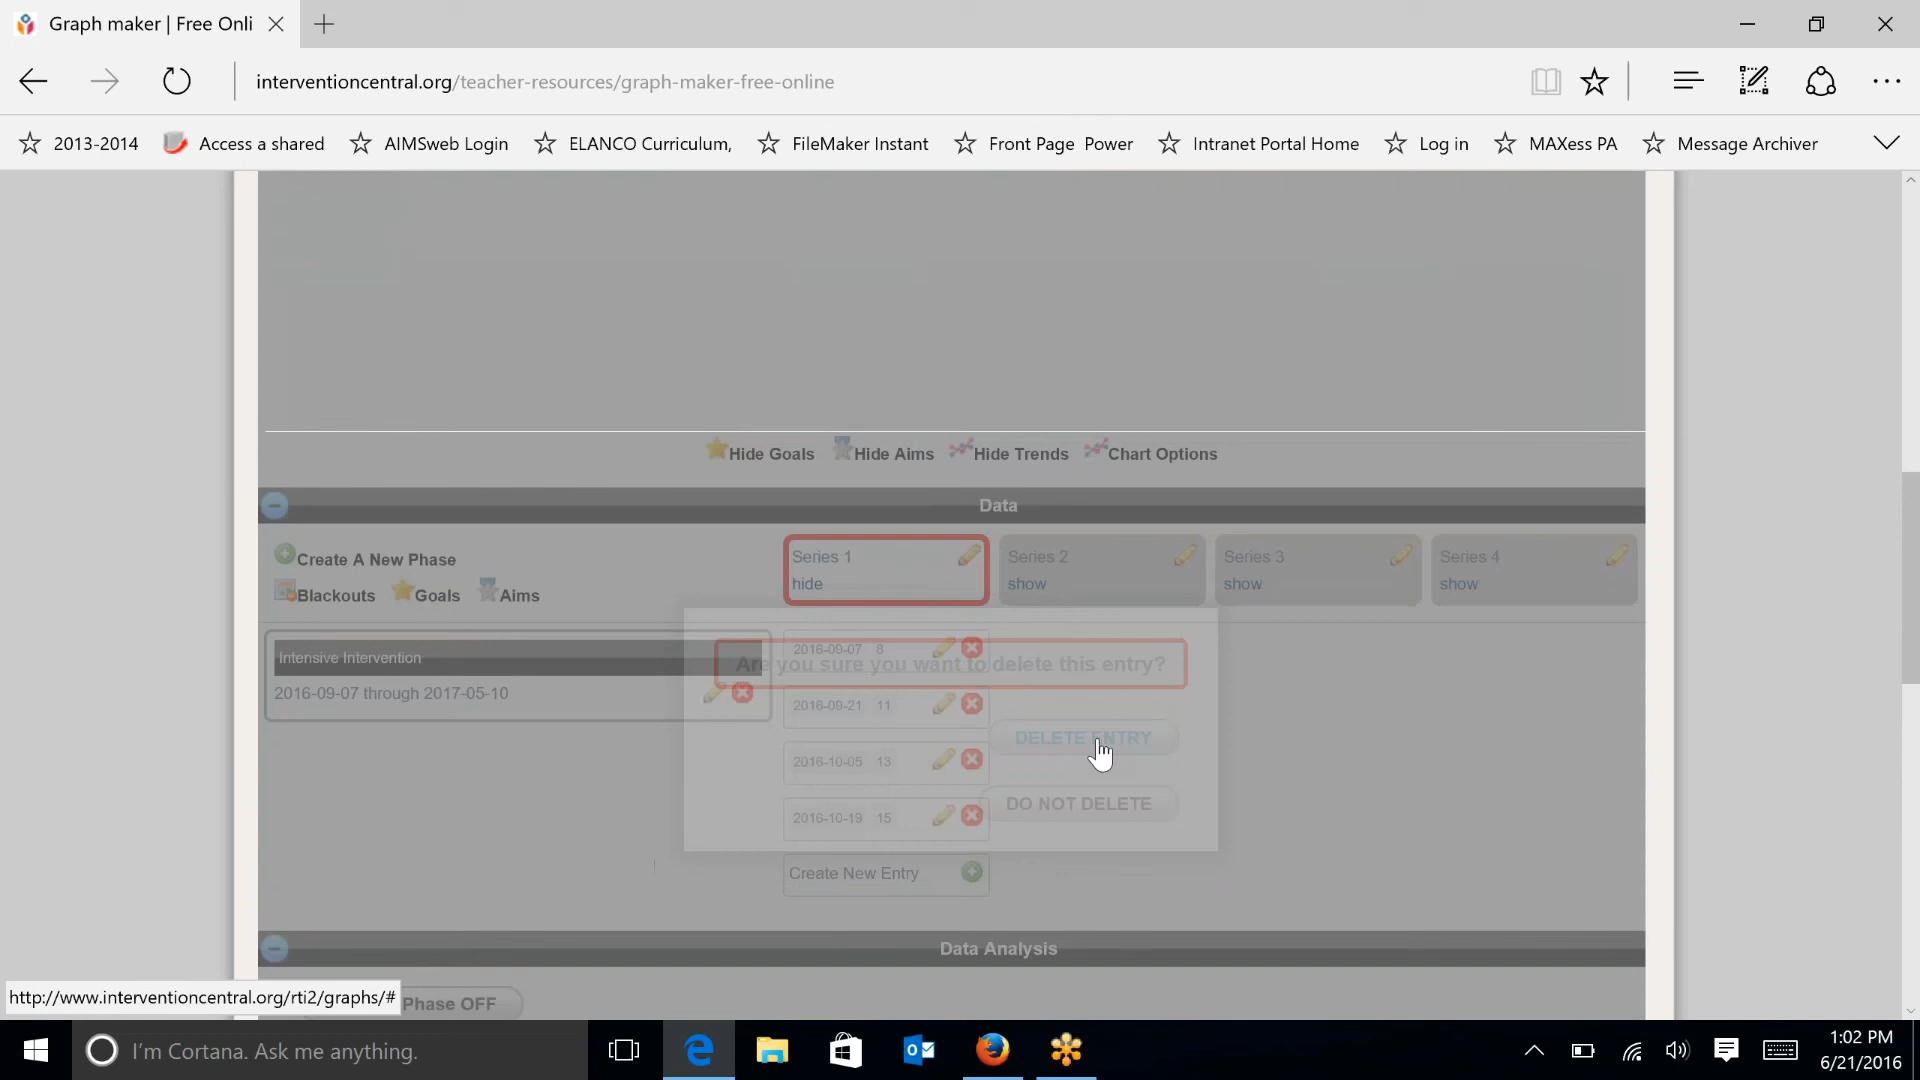 Graph maker | Free Onli
interventioncentral.org/teacher-resources/graph-maker-free-online
2013-2014 Access a shared AIMSweb Login ELANCO Curriculum, FileMaker Instant Front Page Power Intranet Portal Home Log in MAXess PA Message Archiver
Hide Goals Hide Aims Hide Trends Chart Options
Data
Create A New Phase
Blackouts Goals Aims
Series 1
hide
Series 2
show
Series 3
show
Series 4
show
Intensive Intervention
2016-09-07 through 2017-05-10
2016-09-07 8
Are you sure you want to delete this entry?
2016-09-21 11
DELETE ENTRY
2016-10-05 13
DO NOT DELETE
2016-10-19 15
Create New Entry
Data Analysis
http://www.interventioncentral.org/rti2/graphs/#
Phase OFF
I'm Cortana. Ask me anything.
1:02 PM
6/21/2016